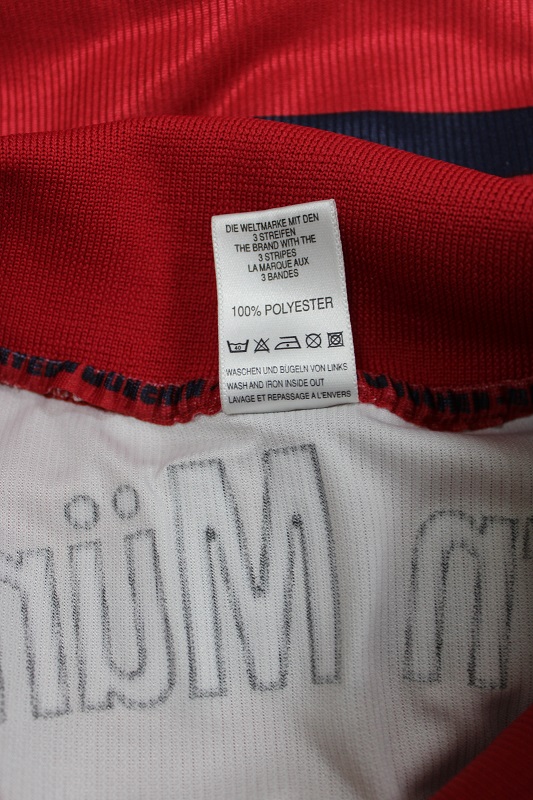 DIE WELTMARKE MIT DEN
3 STREIFEN
THE BRAND WITH THE
3 STRIPES
LA MARQUE AUX
3 BANDES
100% POLYESTER
40
WASCHEN UND BÜGELN VON LINKS
WASH AND IRON INSIDE OUT
LAVAGE ET REPASSAGE A L'ENVERS